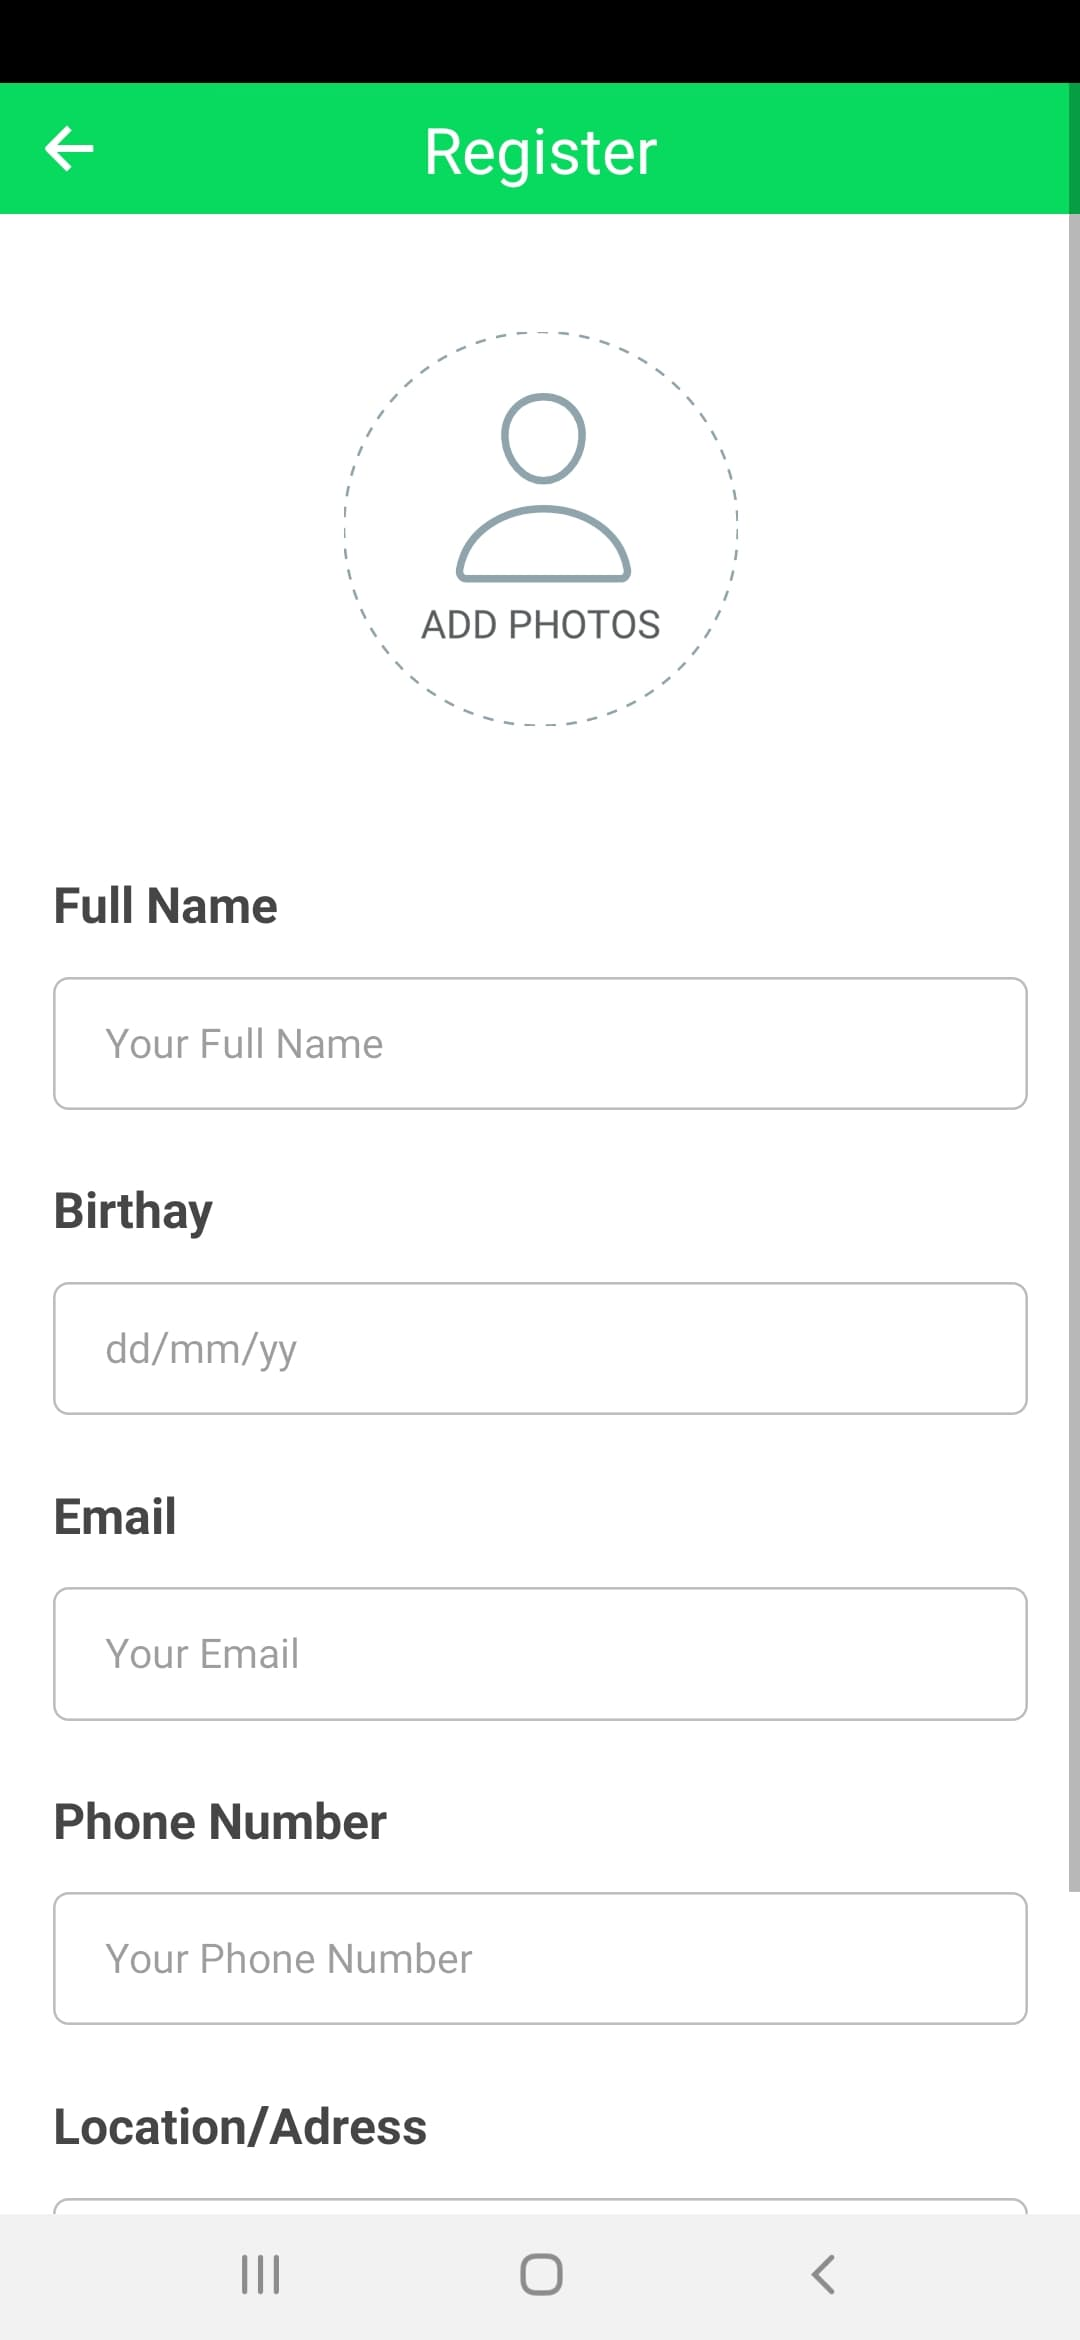 Register
ADD PHOTOS
Full Name
Your Full Name
Birthay
dd/mm/yy
Email
Your Email
Phone Number
Your Phone Number
Location/Adress